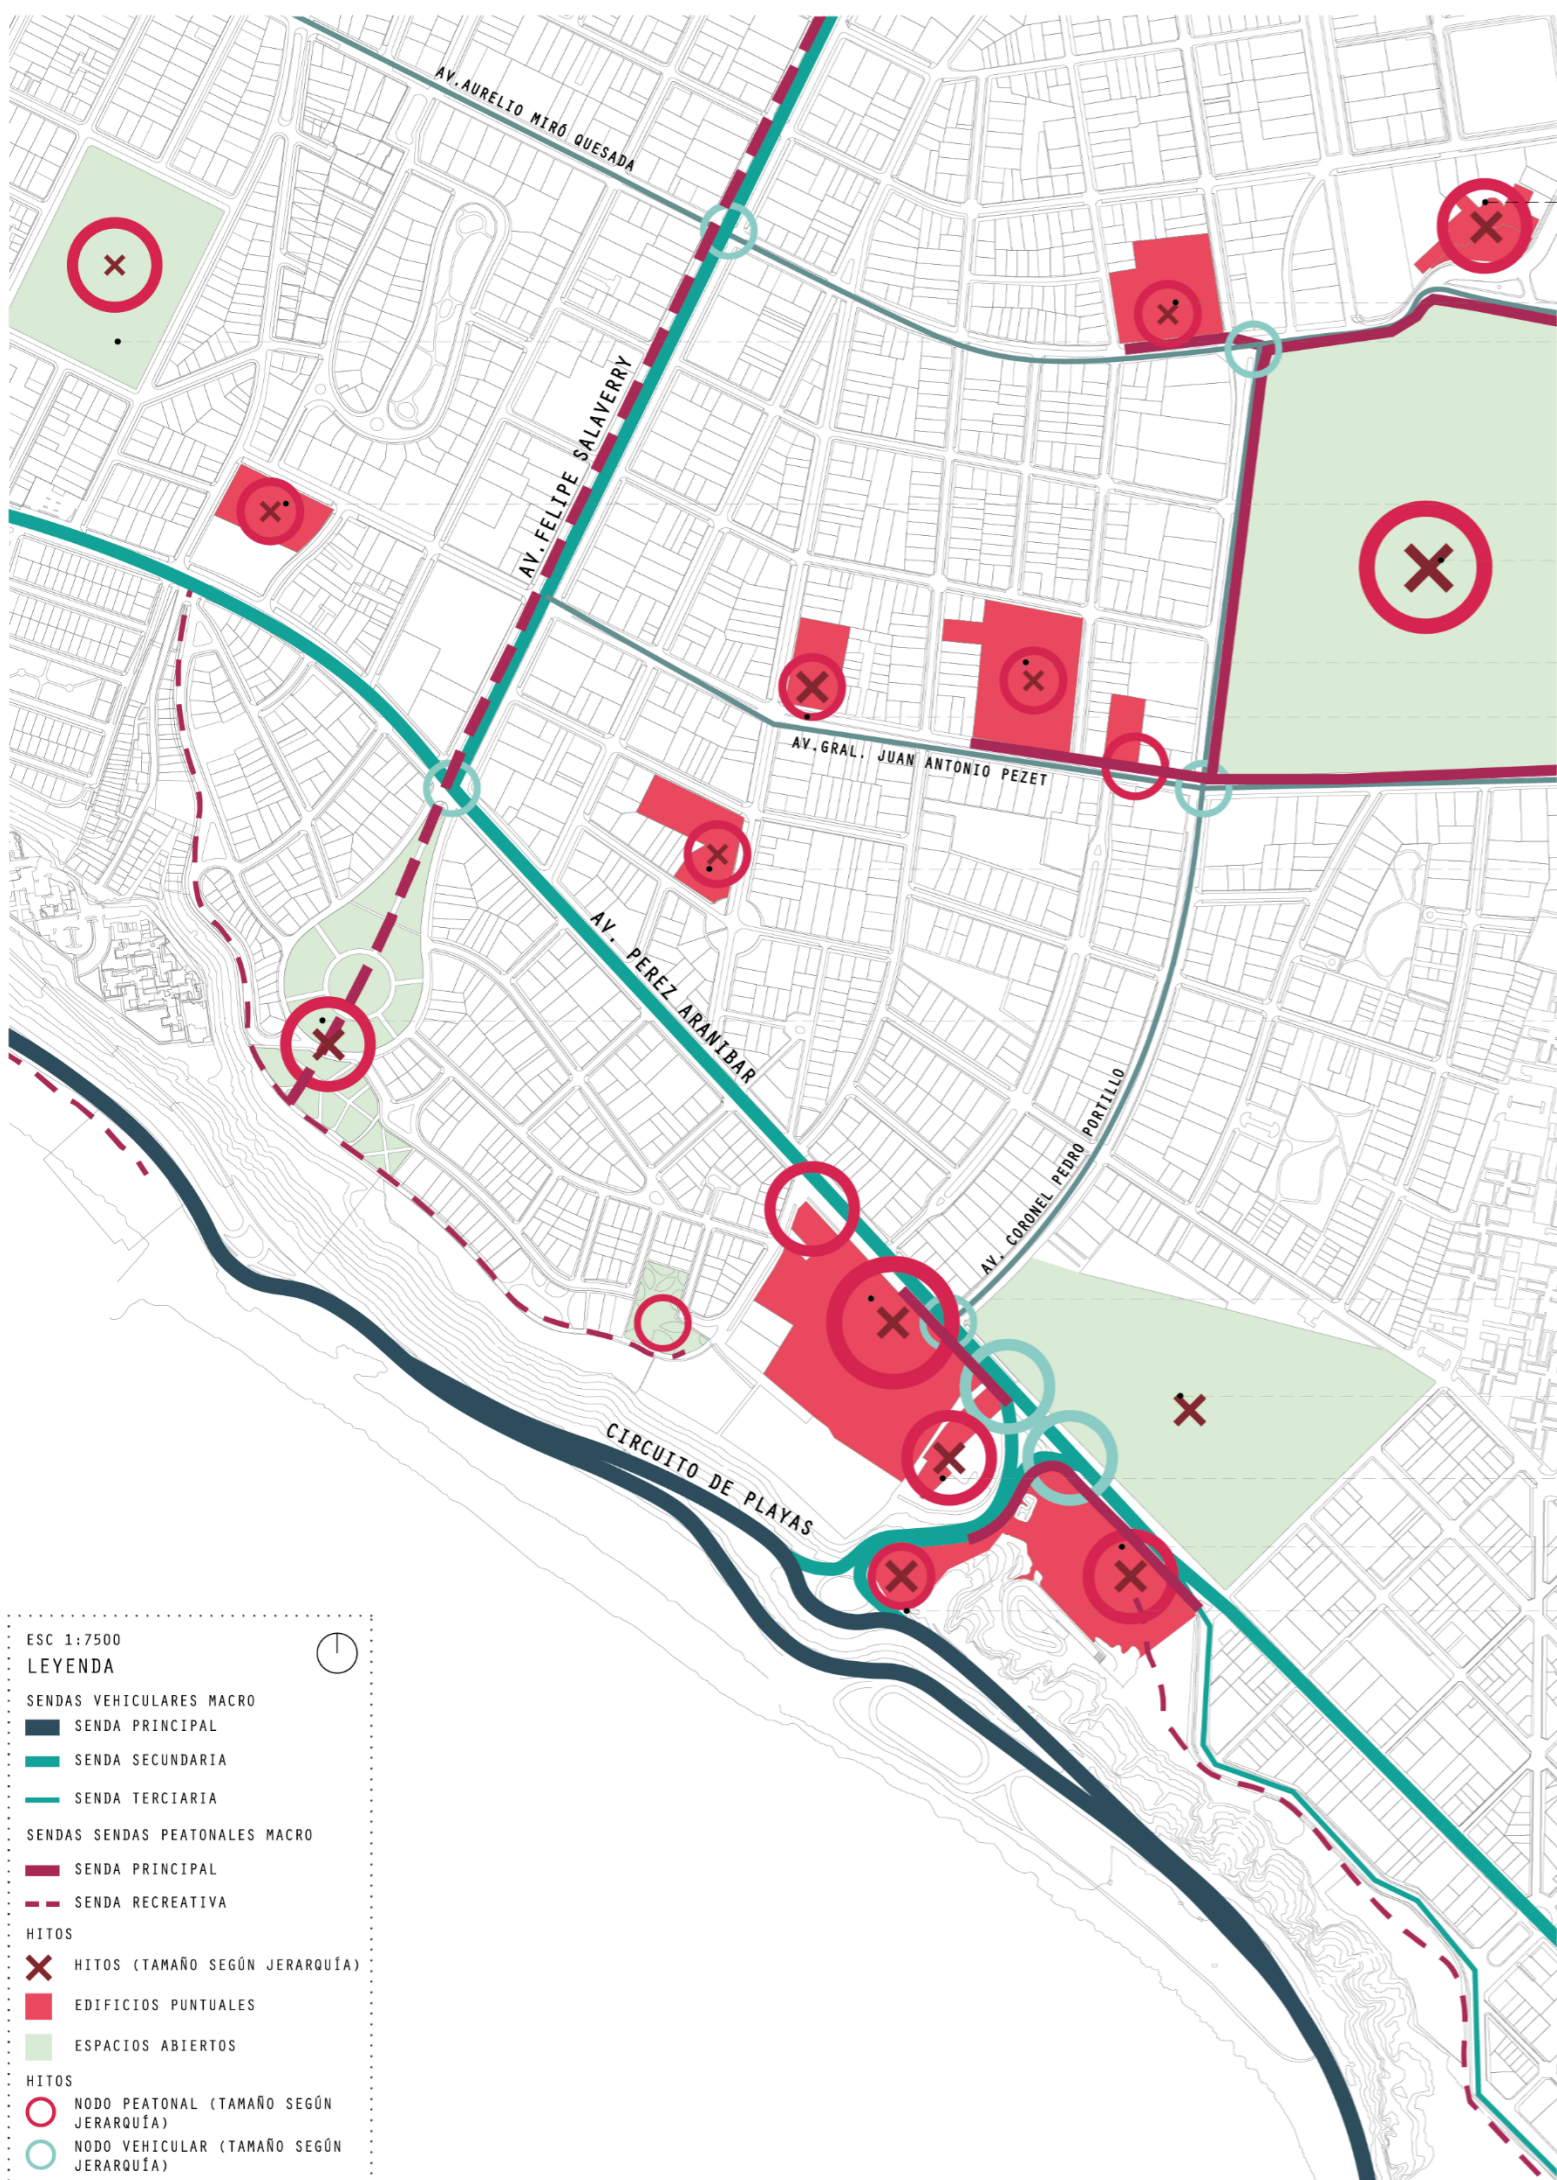 AV.AURELIO MIRÓ QUESADA
AV.FELIPE SALAVERRY
AV.GRAL. JUAN ANTONIO PEZET
AV. PEREZ ARANIBAR
AV. CORONEL PEDRO PORTILLO
CIRCUITO DE PLAYAS
ESC 1:7500
LEYENDA
SENDAS VEHICULARES MACRO
SENDA PRINCIPAL
SENDA SECUNDARIA
SENDA TERCIARIA
SENDAS SENDAS PEATONALES MACRO
SENDA PRINCIPAL
SENDA RECREATIVA
HITOS
HITOS (TAMAÑO SEGÚN JERARQUÍA)
EDIFICIOS PUNTUALES
ESPACIOS ABIERTOS
HITOS
NODO PEATONAL (TAMAÑO SEGÚN
JERARQUÍA)
NODO VEHICULAR (TAMAÑO SEGÚN
JERARQUÍA)